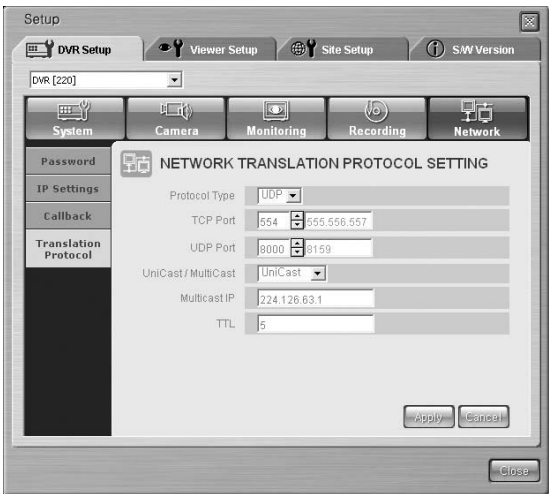 Setup
DVR Setup Viewer Setup Site Setup S/W Version
DVR [220]
System Camera Monitoring Recording Network
Password
IP Settings
Callback
Translation
Protocol
NETWORK TRANSLATION PROTOCOL SETTING
Protocol Type UDP
TCP Port 554 555.556.557
UDP Port 8000 8159
UniCast / MultiCast UniCast
Multicast IP 224.126.63.1
TTL 5
Apply Cancel
Close